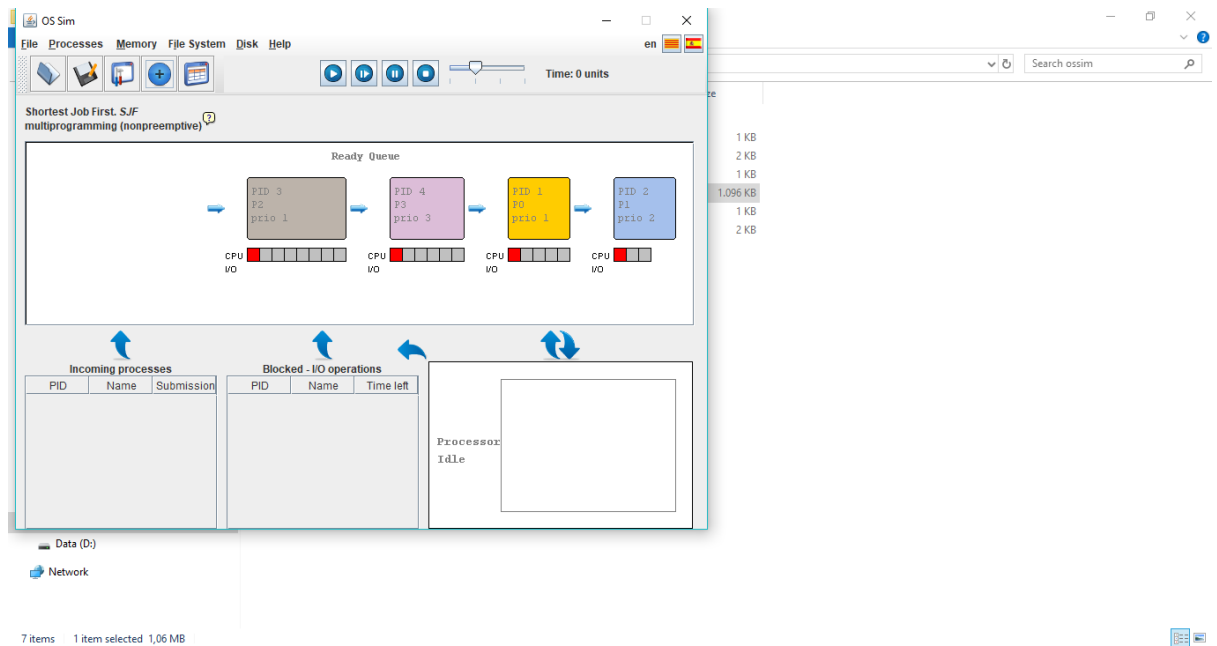 OS Sim
File Processes Memory File System Disk Help en
Time: 0 units
Search ossim
Shortest Job First. SJF
multiprogramming (nonpreemptive) ?
Ready Queue
PID 3
P2
prio 1
PID 4
P3
prio 3
PID 1
P0
prio 1
PID 2
P1
prio 2
CPU
I/O
CPU
I/O
CPU
I/O
CPU
I/O
1 KB
2 KB
1 KB
1.096 KB
1 KB
2 KB
Incoming processes
PID Name Submission
Blocked - I/O operations
PID Name Time left
Processor
Idle
Data (D:)
Network
7 items 1 item selected 1,06 MB